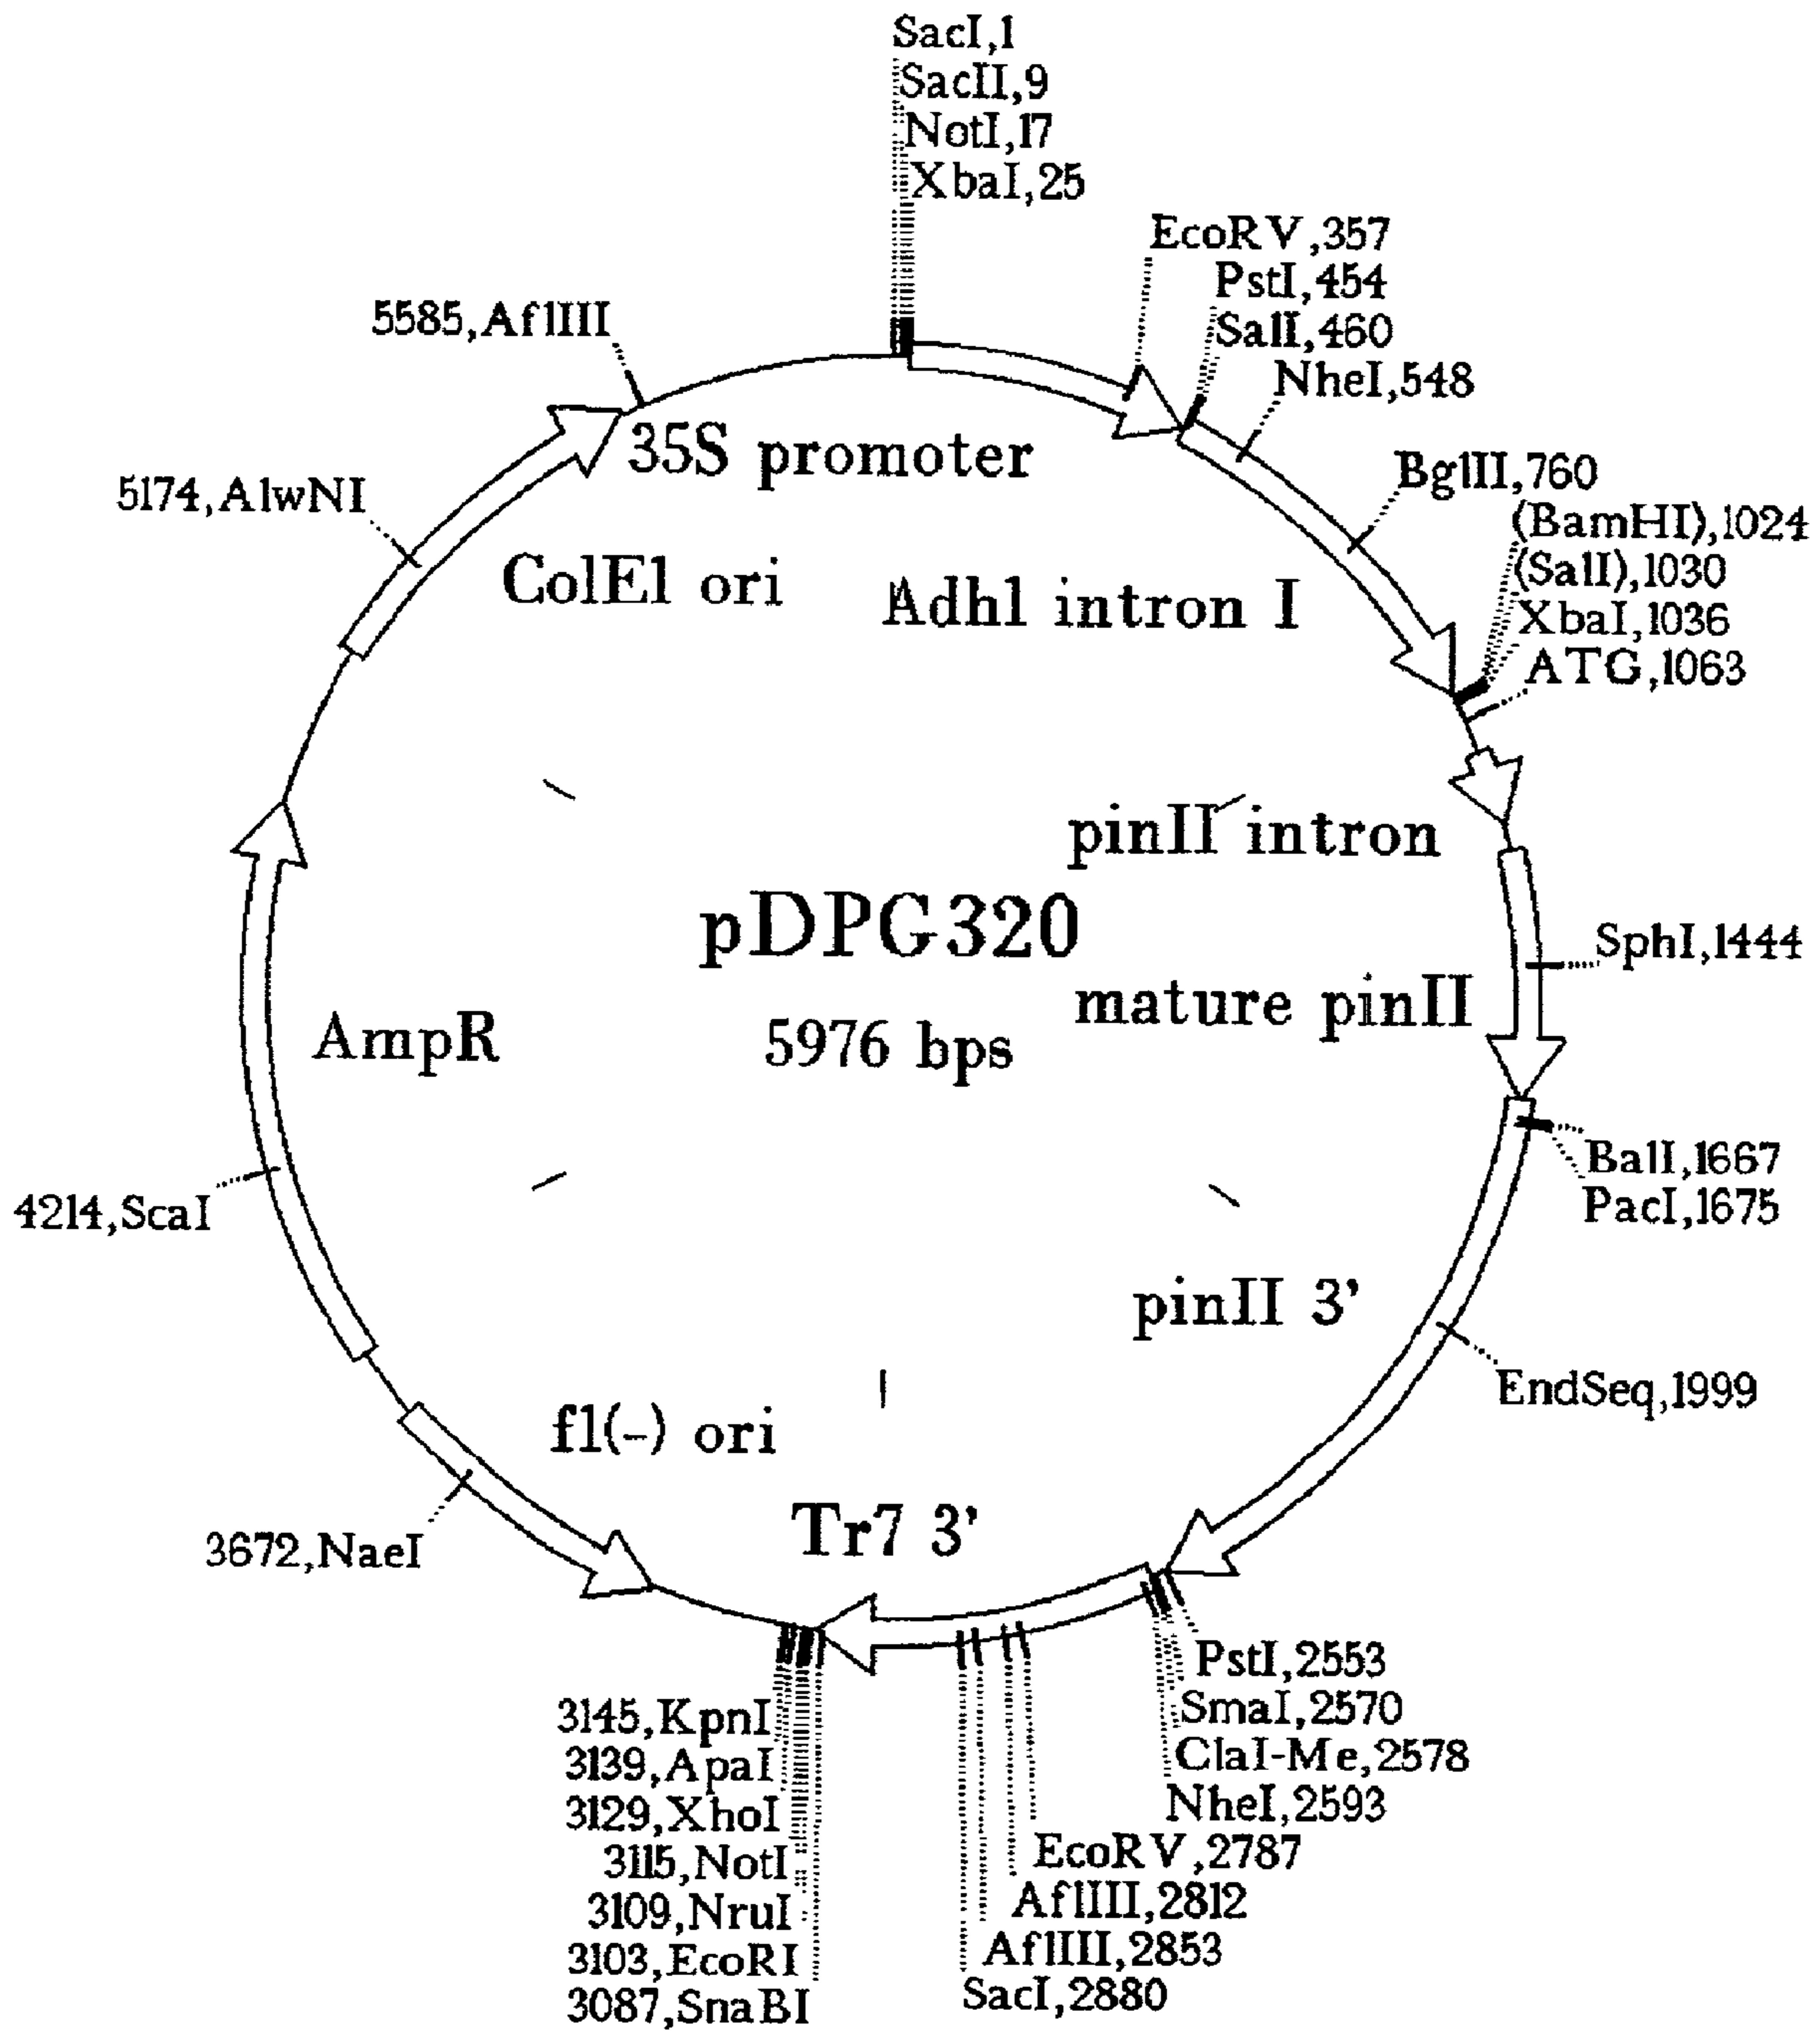 SacI,1
SacII,9
NotI,17
XbaI,25
EcoRV,357
PstI,454
SalI,460
NheI,548
5585,AflIII
35S promoter
BglII,760
5174,AlwNI
(BamHI),1024
(SalI),1030
XbaI,1036
ATG,1063
ColE1 ori
Adh1 intron I
pinII intron
pDPG320
5976 bps
SphI,1444
mature pinII
AmpR
BalI,1667
PacI,1675
4214,ScaI
pinII 3'
EndSeq,1999
f1(-) ori
Tr7 3'
3672,NaeI
PstI,2553
SmaI,2570
ClaI-Me,2578
NheI,2593
EcoRV,2787
AflIII,2812
AflIII,2853
SacI,2880
3145,KpnI
3139,ApaI
3129,XhoI
3115,NotI
3109,NruI
3103,EcoRI
3087,SnaBI